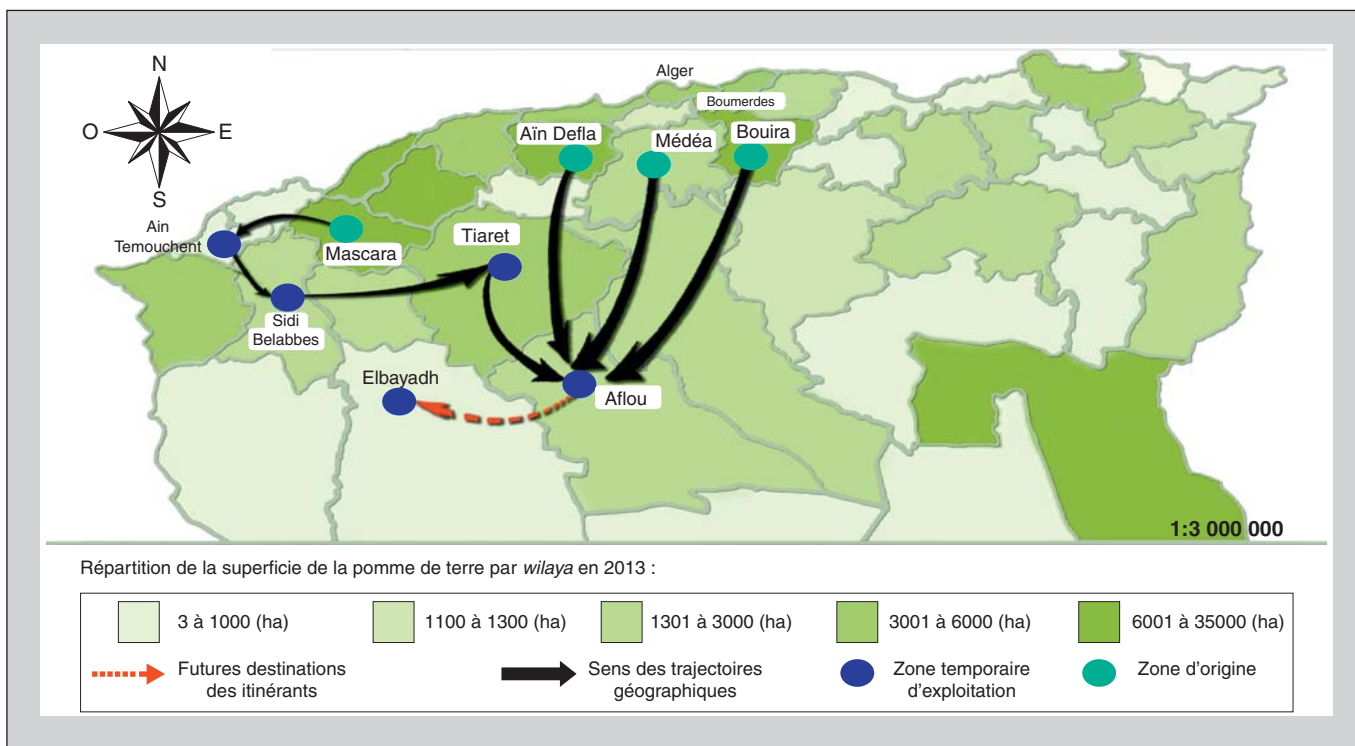 N
O
E
S
Alger
Boumerdes
Aïn Defla
Médéa
Bouira
Ain
Temouchent
Mascara
Tiaret
Sidi
Belabbes
Elbayadh
Aflou
1:3 000 000
Répartition de la superficie de la pomme de terre par wilaya en 2013 :
3 à 1000 (ha)
1100 à 1300 (ha)
1301 à 3000 (ha)
3001 à 6000 (ha)
6001 à 35000 (ha)
Futures destinations
des itinérants
Sens des trajectoires
géographiques
Zone temporaire
d'exploitation
Zone d'origine